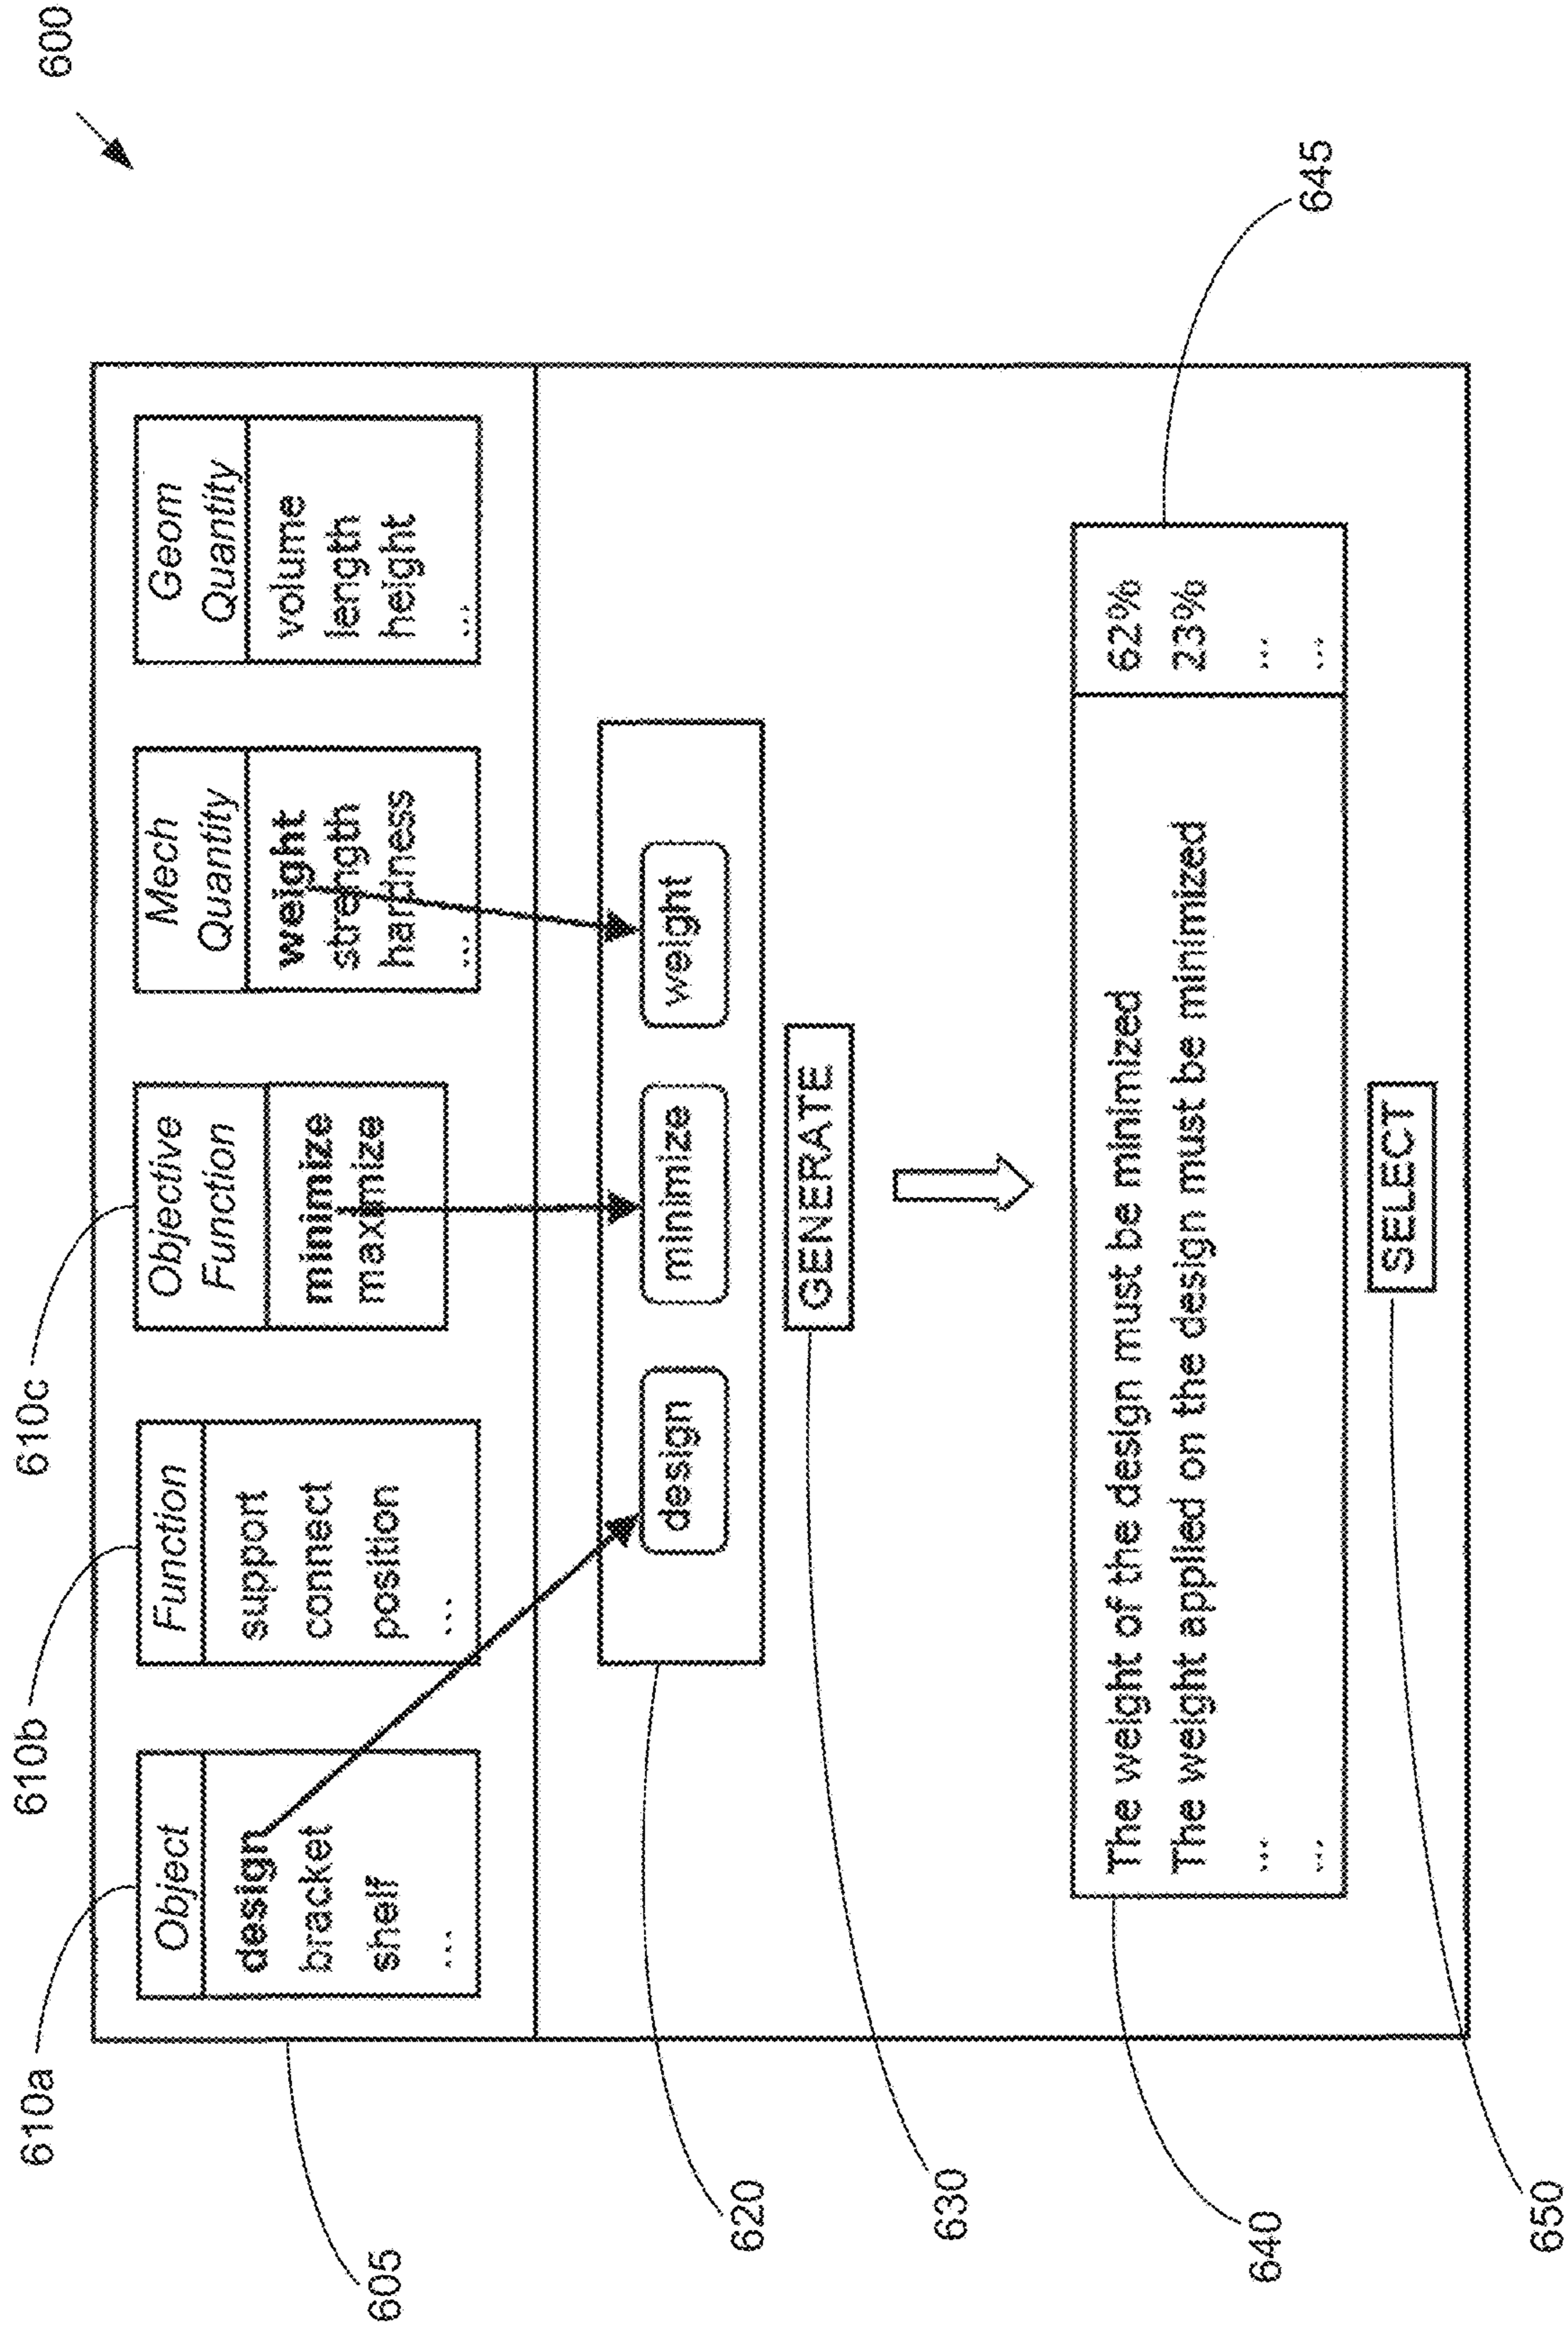 600
610a
610b
610c
605
Object
design
bracket
shelf
...
Function
support
connect
position
...
Objective
Function
minimize
maximize
Mech
Quantity
weight
strength
hardness
...
Geom
Quantity
volume
length
height
...
620
design
minimize
weight
630
GENERATE
640
645
The weight of the design must be minimized 62%
The weight applied on the design must be minimized 23%
... ...
... ...
650
SELECT